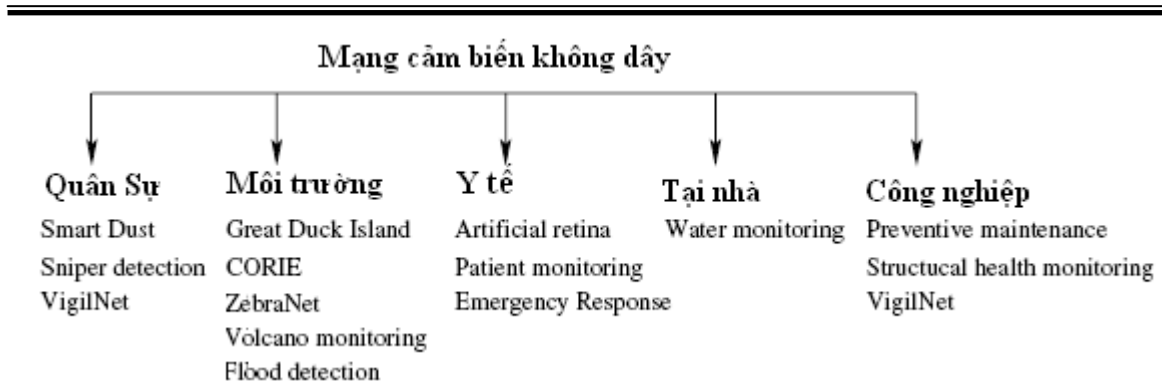 Mạng cảm biến không dây
Quân Sự
Smart Dust
Sniper detection
VigilNet
Môi trường
Great Duck Island
CORIE
ZebraNet
Volcano monitoring
Flood detection
Y tế
Artificial retina
Patient monitoring
Emergency Response
Tại nhà
Water monitoring
Công nghiệp
Preventive maintenance
Structucal health monitoring
VigilNet